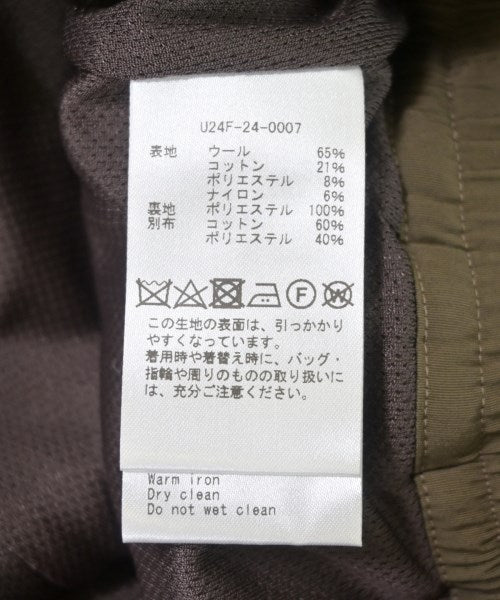 U24F-24-0007
表地 ウール 65%
コットン 21%
ポリエステル 8%
ナイロン 6%
裏地 ポリエステル 100%
別布 コットン 60%
ポリエステル 40%
F W
この生地の表面は、引っかかり
やすくなっています。
着用時や着替え時に、バッグ・
指輪や周りのものの取り扱いに
は、充分ご注意ください。
Warm iron
Dry clean
Do not wet clean